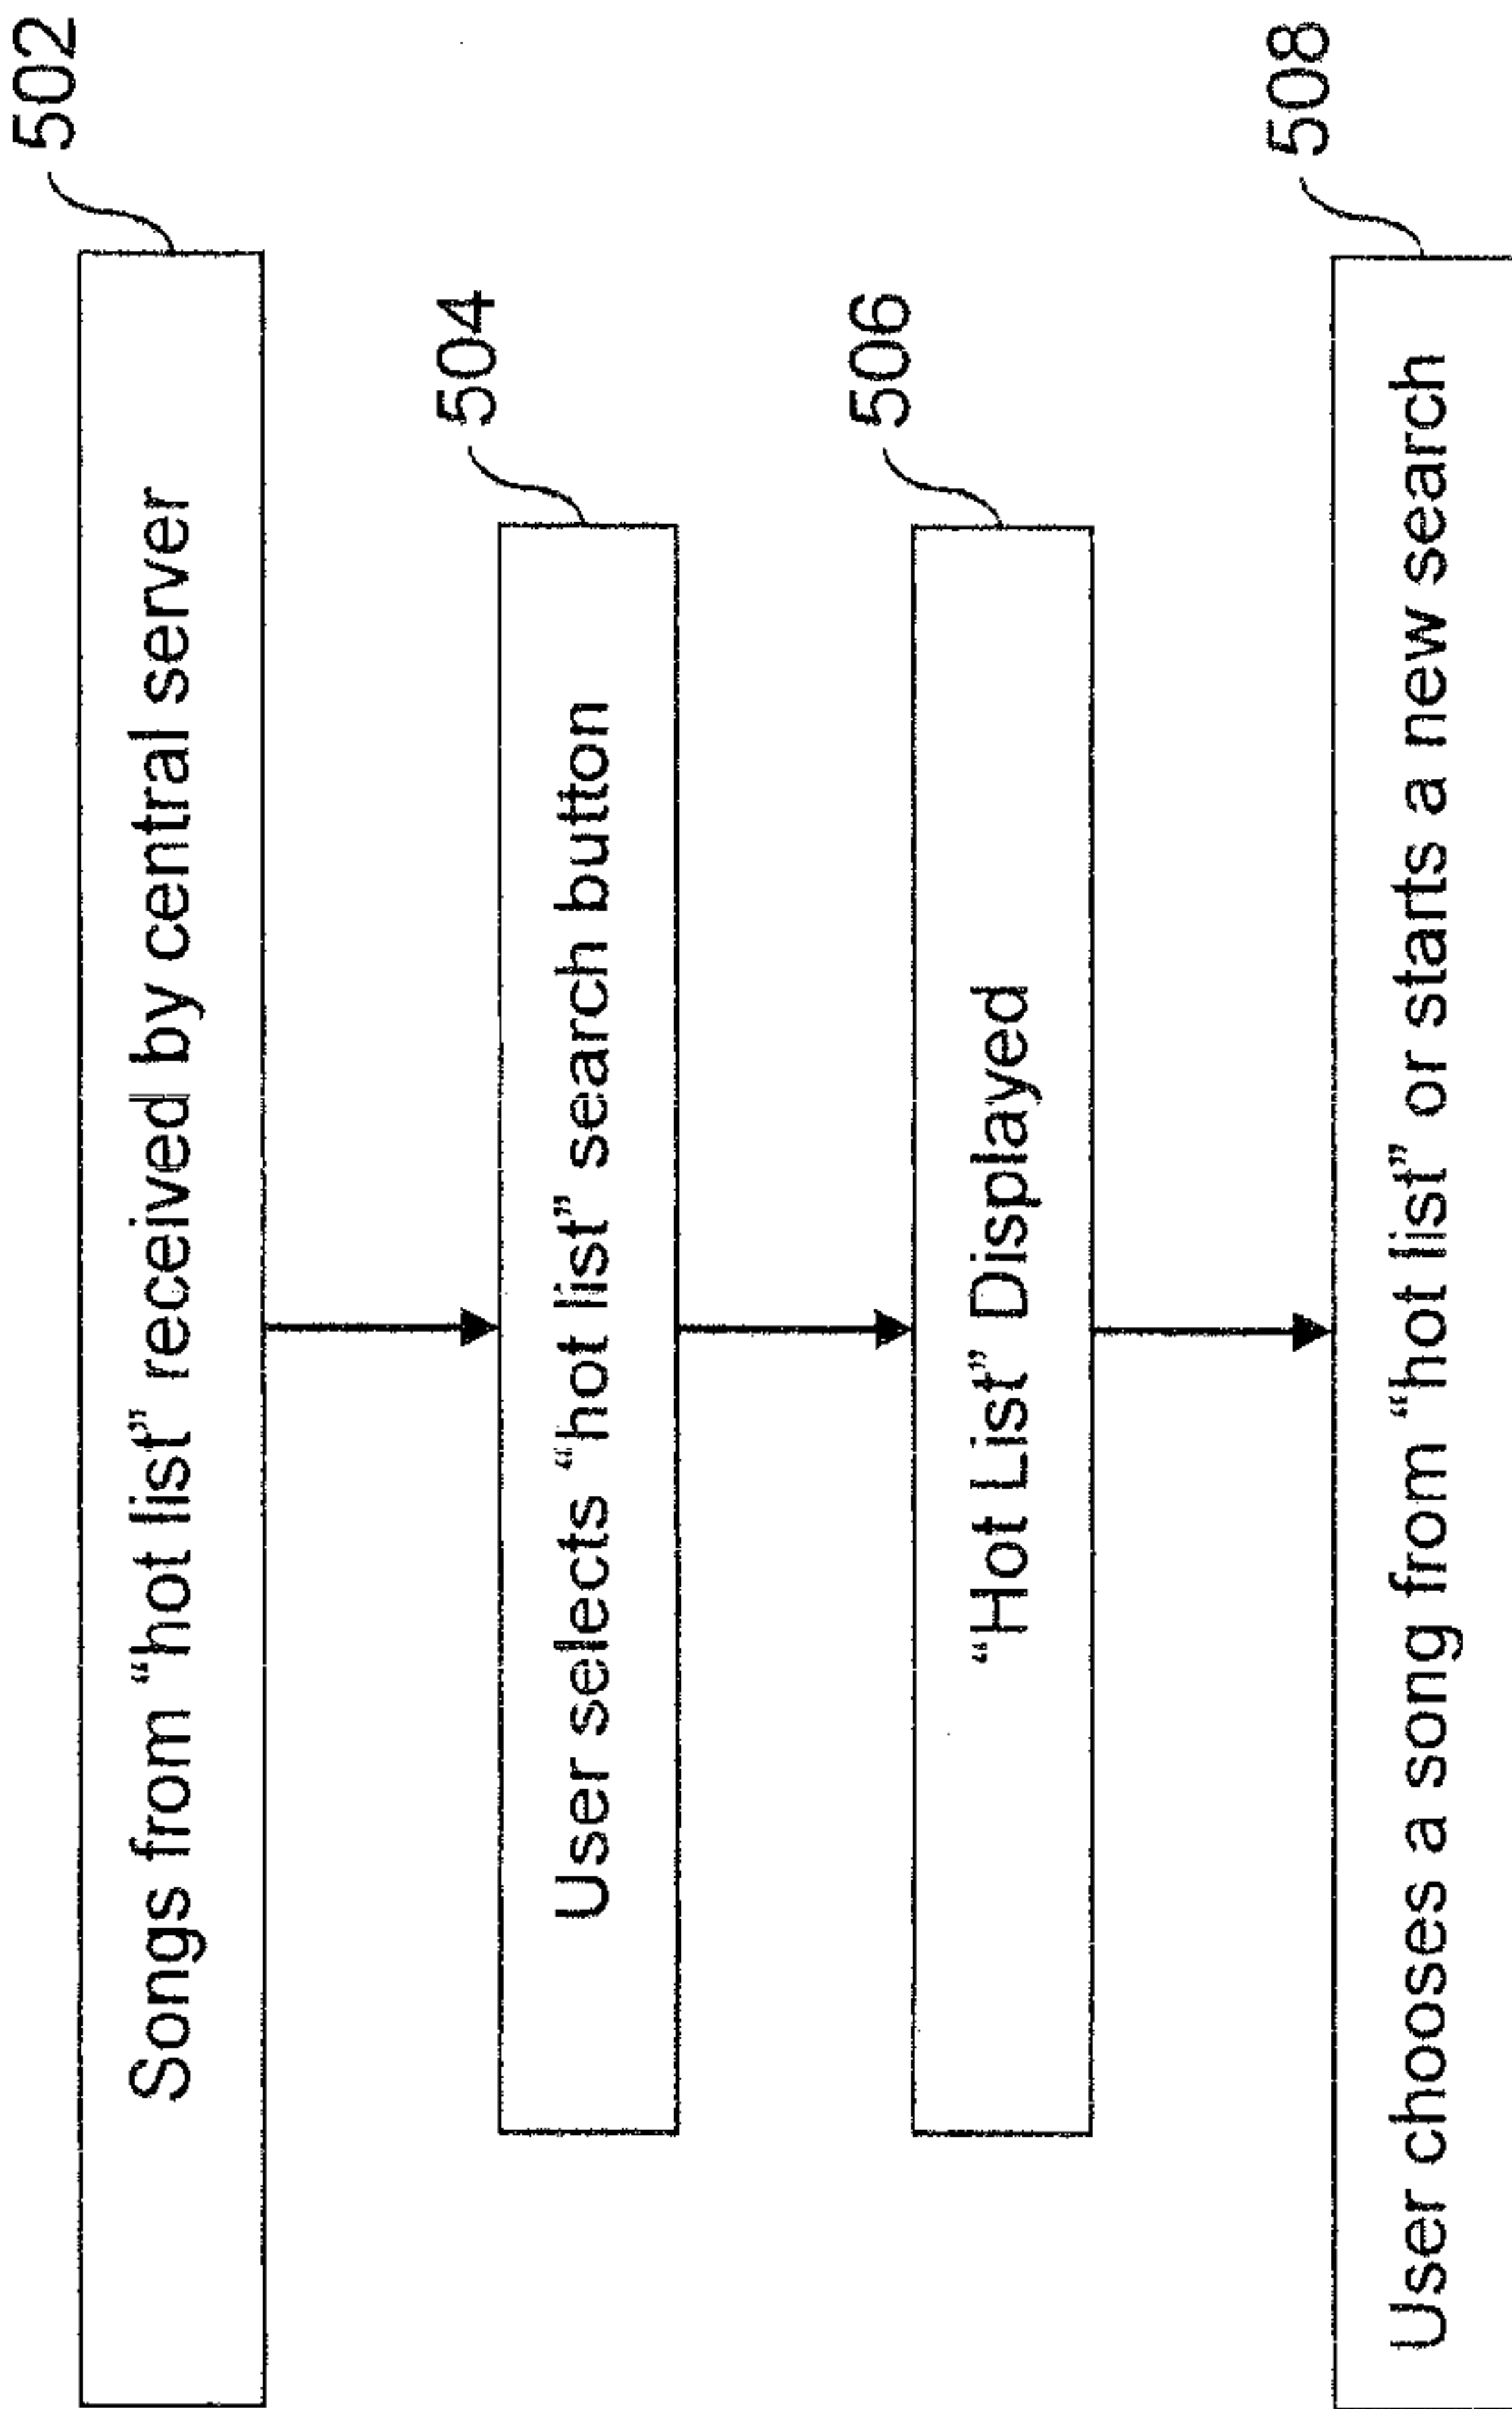 502
Songs from “hot list” received by central server
504
User selects “hot list” search button
506
“Hot List” Displayed
508
User chooses a song from “hot list” or starts a new search